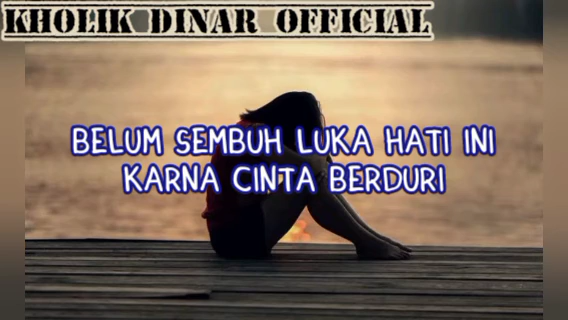 KHOLIK DINAR OFFICIAL
BELUM SEMBUH LUKA HATI INI
KARNA CINTA BERDURI